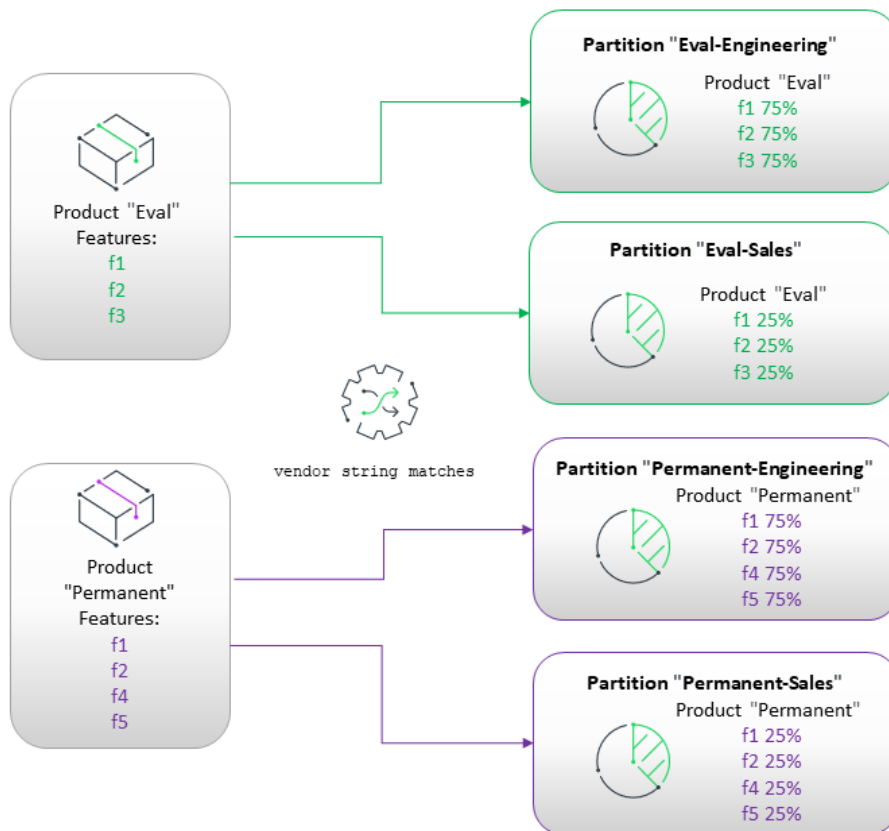 Product "Eval"
Features:
f1
f2
f3
Partition "Eval-Engineering"
Product "Eval"
f1 75%
f2 75%
f3 75%
Partition "Eval-Sales"
Product "Eval"
f1 25%
f2 25%
f3 25%
vendor string matches
Product
"Permanent"
Features:
f1
f2
f4
f5
Partition "Permanent-Engineering"
Product "Permanent"
f1 75%
f2 75%
f4 75%
f5 75%
Partition "Permanent-Sales"
Product "Permanent"
f1 25%
f2 25%
f4 25%
f5 25%